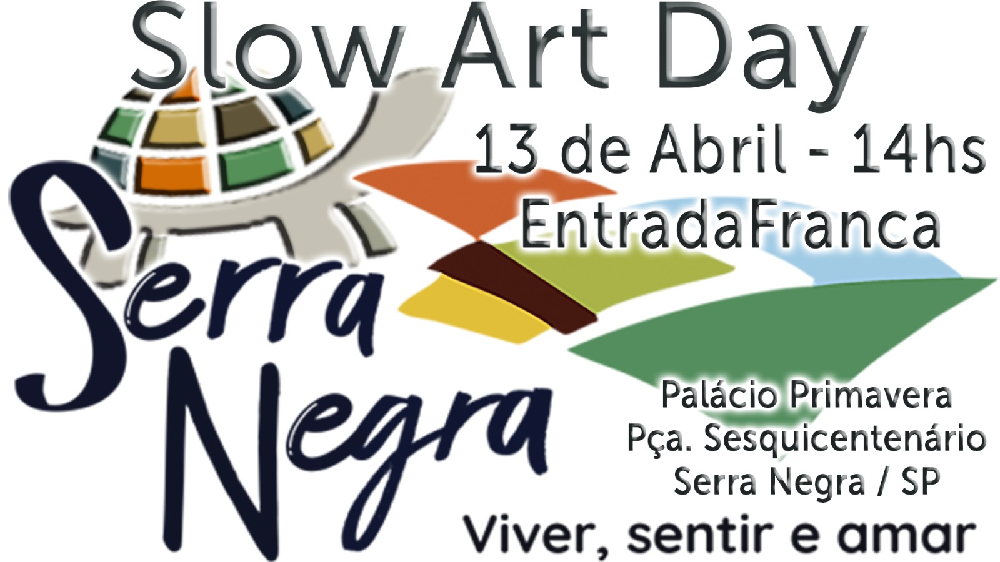 Slow Art Day
13 de Abril - 14hs
EntradaFranca
Serra
Negra
Palácio Primavera
Pça. Sesquicentenário
Serra Negra / SP
Viver, sentir e amar